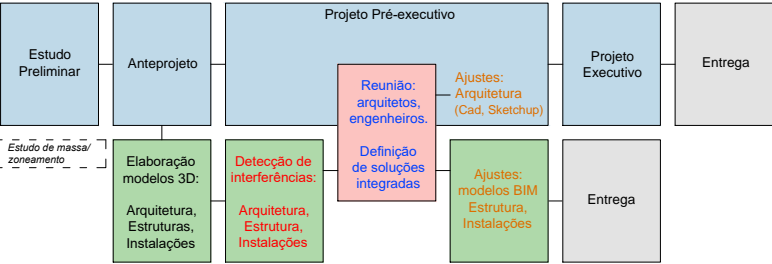 Projeto Pré-executivo
Estudo
Preliminar
Anteprojeto
Reunião:
arquitetos,
engenheiros.
Definição
de soluções
integradas
Ajustes:
Arquitetura
(Cad, Sketchup)
Projeto
Executivo
Entrega
Estudo de massa/
zoneamento
Elaboração
modelos 3D:
Arquitetura,
Estruturas,
Instalações
Detecção de
interferências:
Arquitetura,
Estrutura,
Instalações
Ajustes:
modelos BIM
Estrutura,
Instalações
Entrega